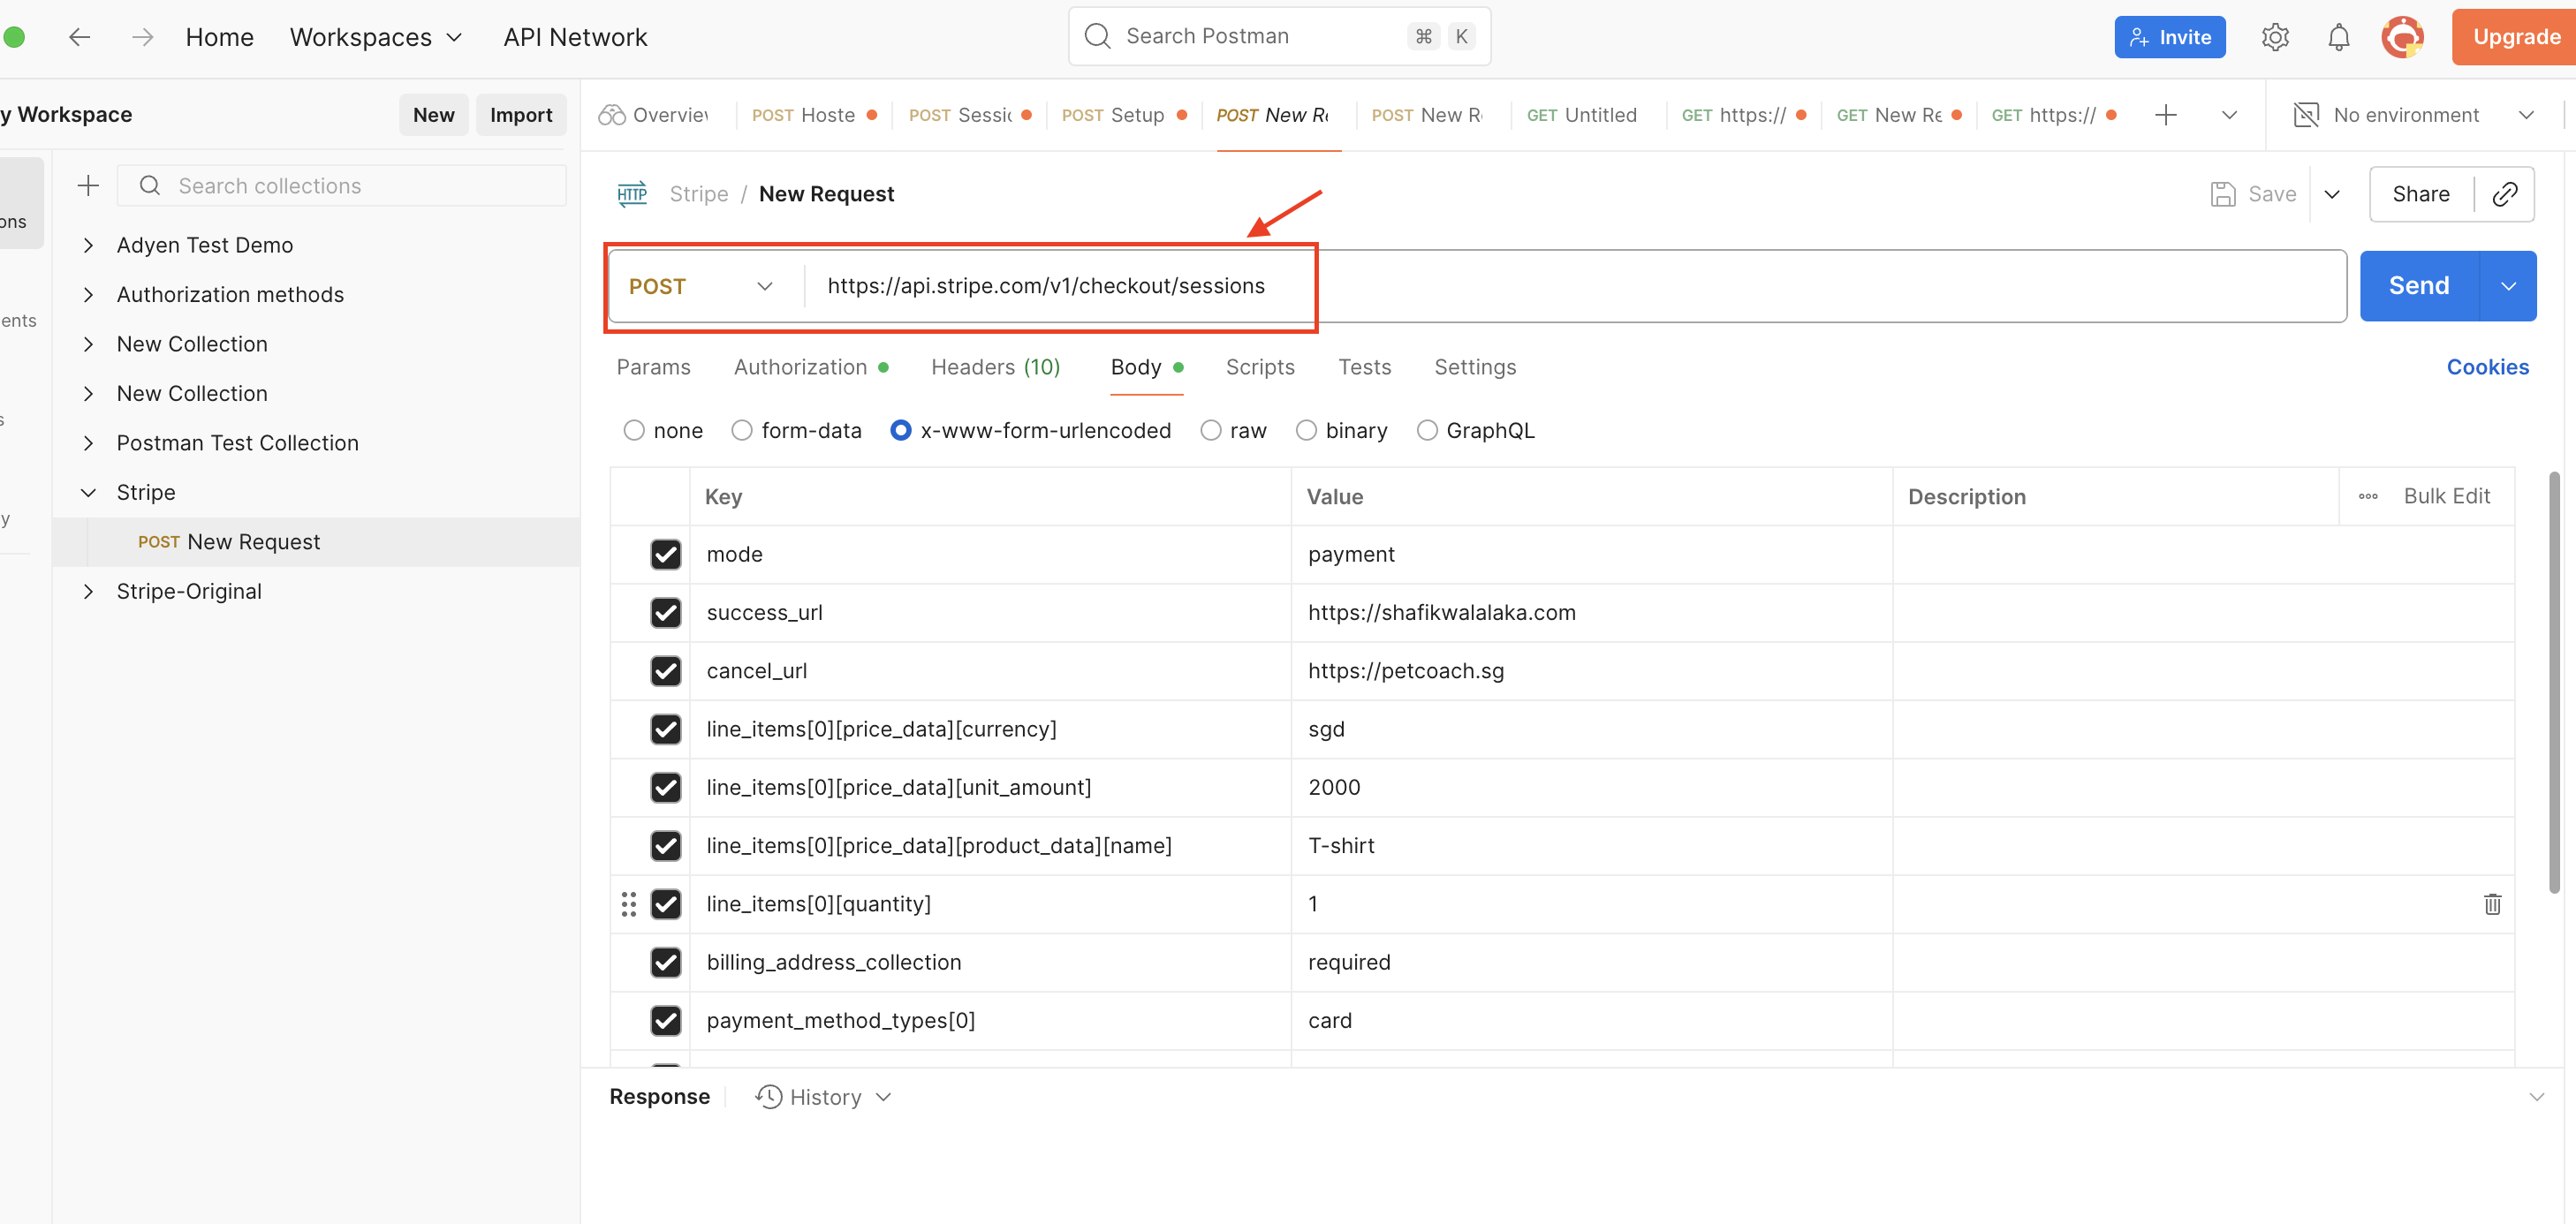 Home Workspaces API Network Search Postman ⌘ K Invite Upgrade
y Workspace New Import Overview POST Hoste POST Sessi POST Setup POST New Re POST New R GET Untitled GET https:// GET New Re GET https:// No environment
Search collections
ons
ents
s
y
Adyen Test Demo
Authorization methods
New Collection
New Collection
Postman Test Collection
Stripe
POST New Request
Stripe-Original
HTTP Stripe / New Request Save Share
POST https://api.stripe.com/v1/checkout/sessions Send
Params Authorization Headers (10) Body Scripts Tests Settings Cookies
none form-data x-www-form-urlencoded raw binary GraphQL
Key Value Description Bulk Edit
mode payment
success_url https://shafikwalalaka.com
cancel_url https://petcoach.sg
line_items[0][price_data][currency] sgd
line_items[0][price_data][unit_amount] 2000
line_items[0][price_data][product_data][name] T-shirt
line_items[0][quantity] 1
billing_address_collection required
payment_method_types[0] card
Response History